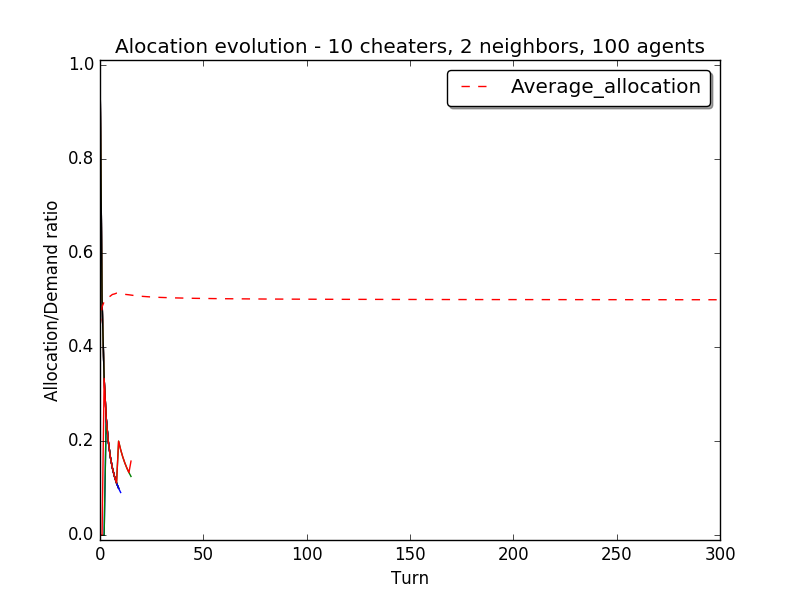 Alocation evolution - 10 cheaters, 2 neighbors, 100 agents
Average_allocation
Allocation/Demand ratio
1.0
0.8
0.6
0.4
0.2
0.0
0 50 100 150 200 250 300
Turn